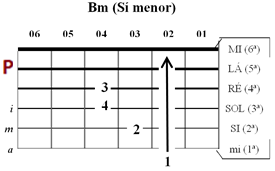 Bm (Sí menor)
06 05 04 03 02 01
MI (6ª)
P LÁ (5ª)
3 RÉ (4ª)
i 4 SOL (3ª)
m 2 SI (2ª)
a mi (1ª)
1